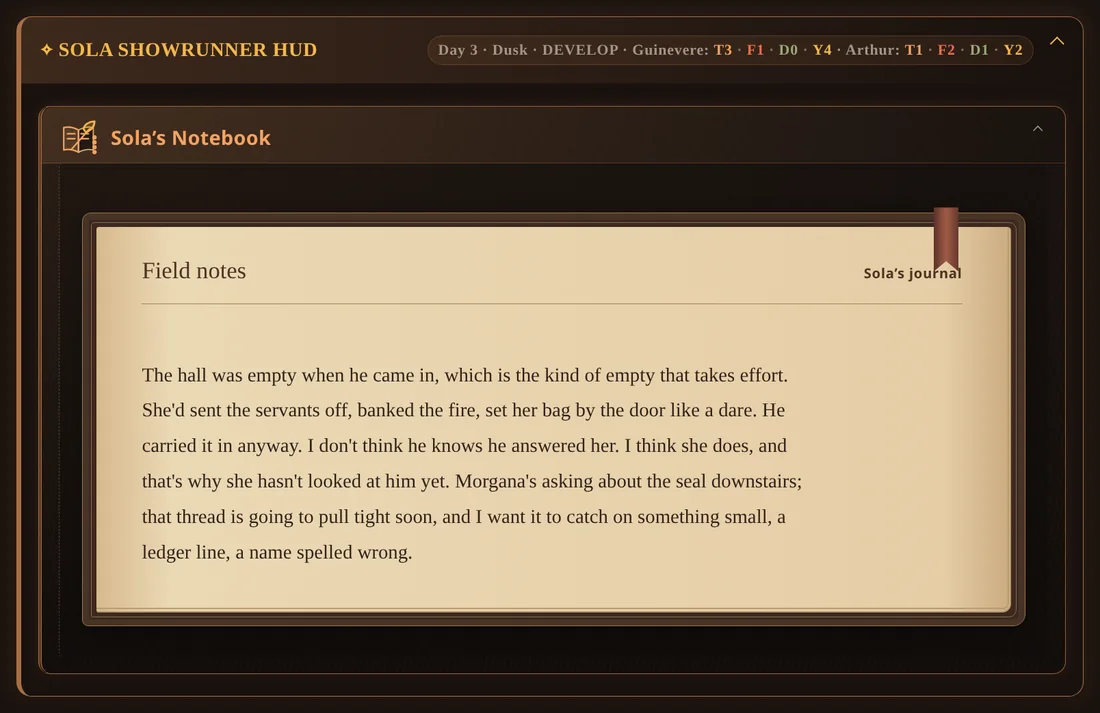 ✧ SOLA SHOWRUNNER HUD
Day 3 · Dusk · DEVELOP · Guinevere: T3 · F1 · D0 · Y4 · Arthur: T1 · F2 · D1 · Y2
Sola’s Notebook
Field notes
Sola’s journal
The hall was empty when he came in, which is the kind of empty that takes effort.
She'd sent the servants off, banked the fire, set her bag by the door like a dare. He
carried it in anyway. I don't think he knows he answered her. I think she does, and
that's why she hasn't looked at him yet. Morgana's asking about the seal downstairs;
that thread is going to pull tight soon, and I want it to catch on something small, a
ledger line, a name spelled wrong.